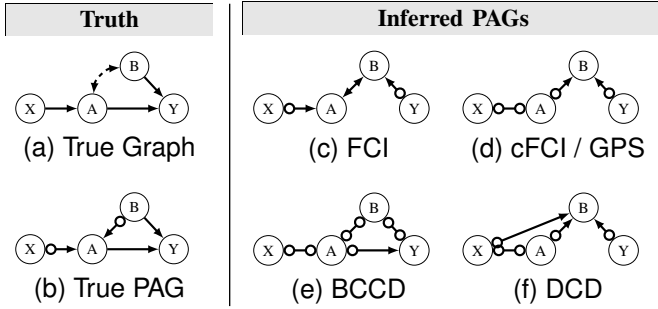 Truth
Inferred PAGs
B
X A Y
(a) True Graph
B
X A Y
(c) FCI
B
X A Y
(d) cFCI / GPS
B
X A Y
(b) True PAG
B
X A Y
(e) BCCD
B
X A Y
(f) DCD